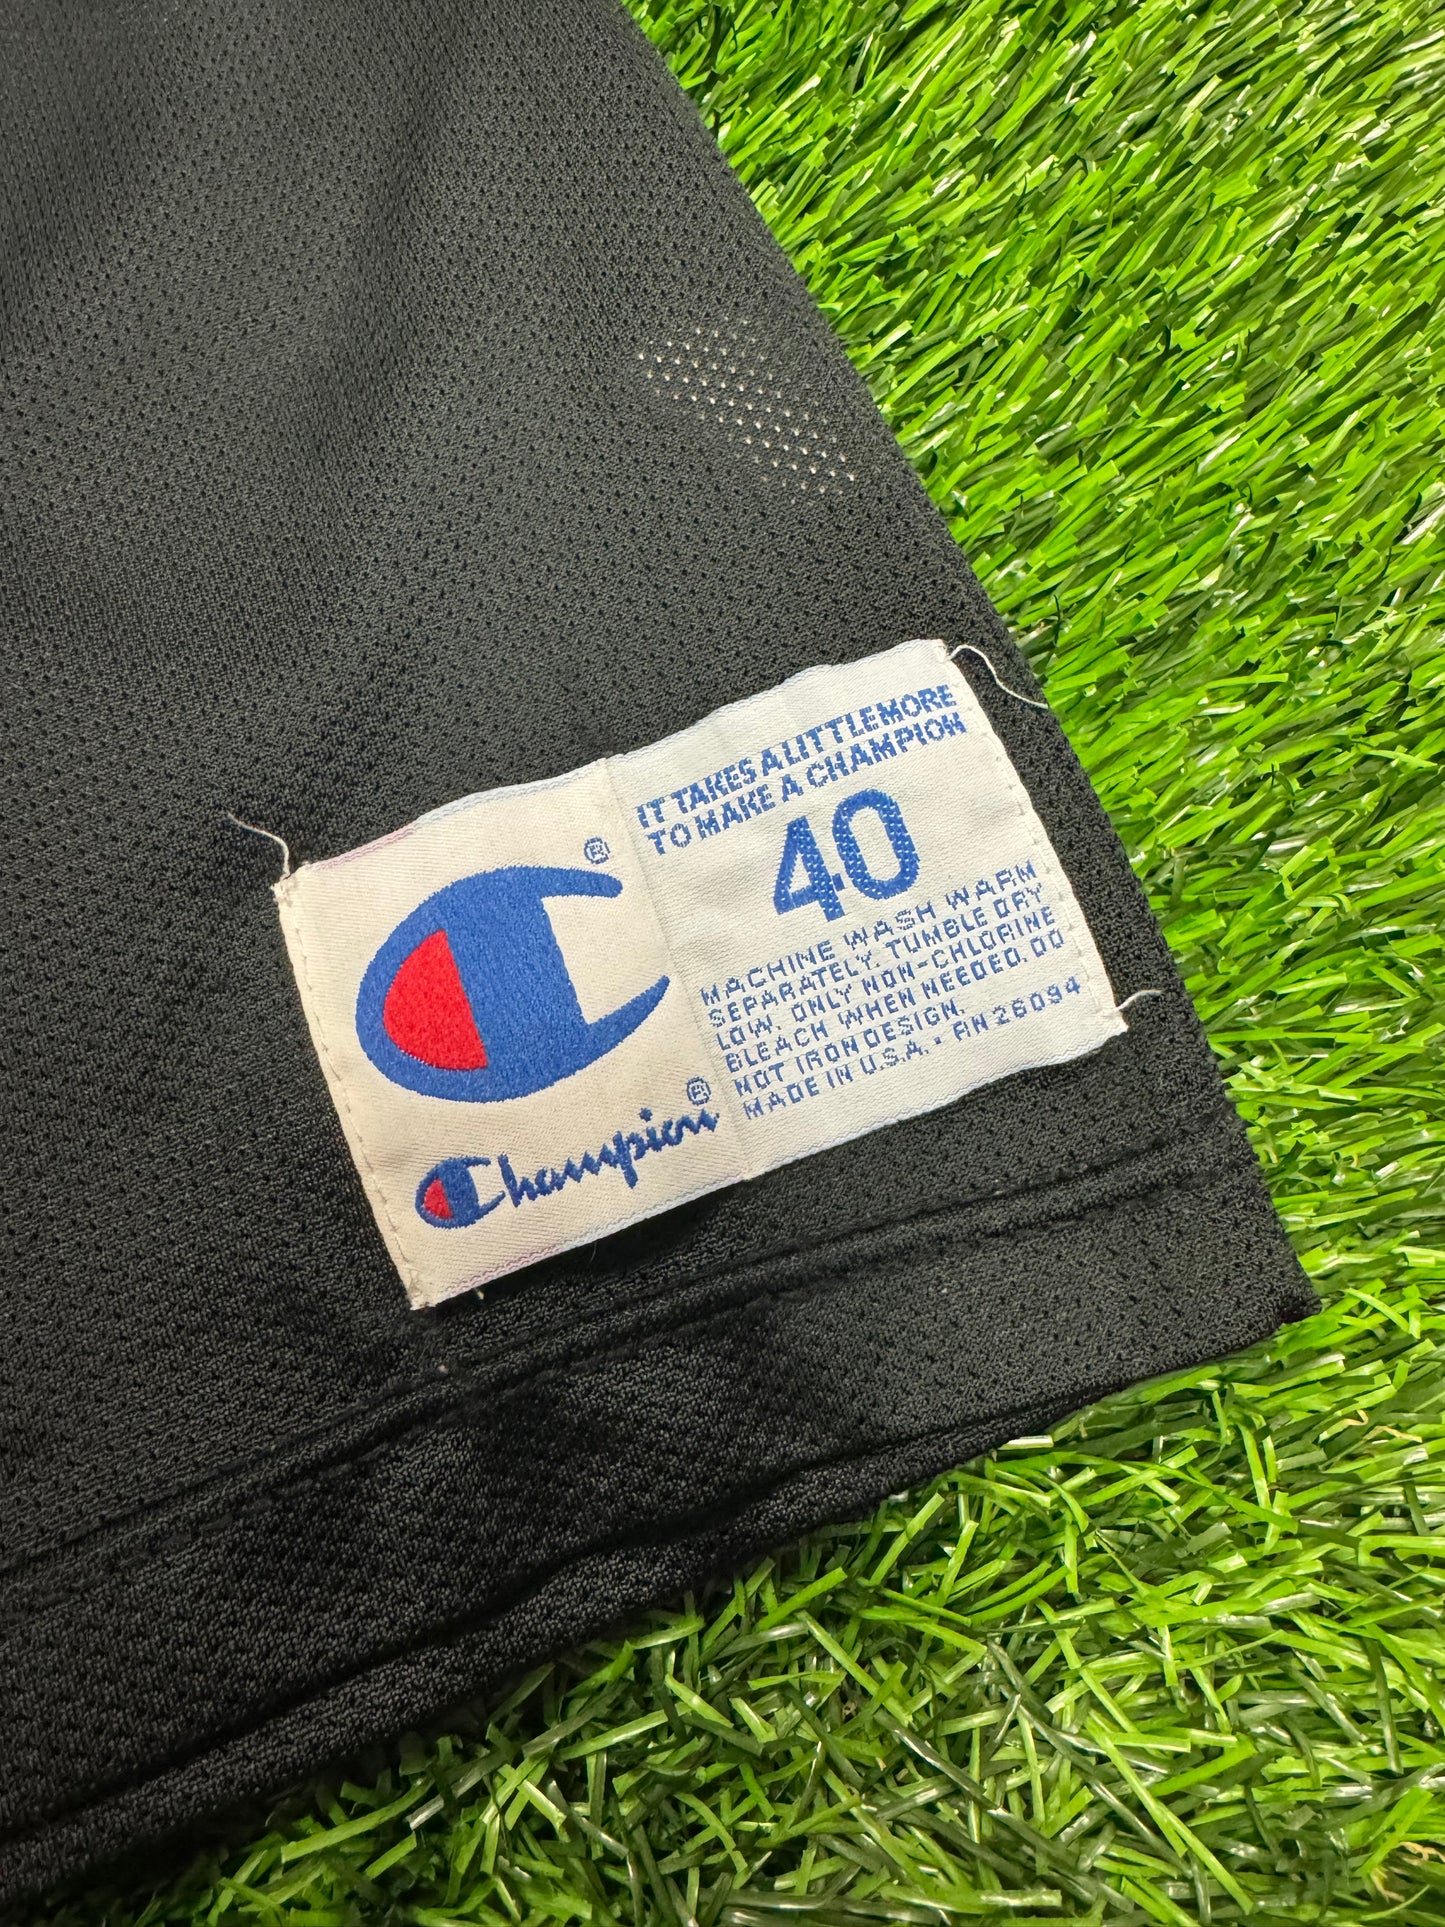 ®
Champion®
IT TAKES A LITTLE MORE
TO MAKE A CHAMPION
40
MACHINE WASH WARM
SEPARATELY. TUMBLE DRY
LOW. ONLY NON-CHLORINE
BLEACH WHEN NEEDED. DO
NOT IRON DESIGN.
MADE IN U.S.A. • RN 26094